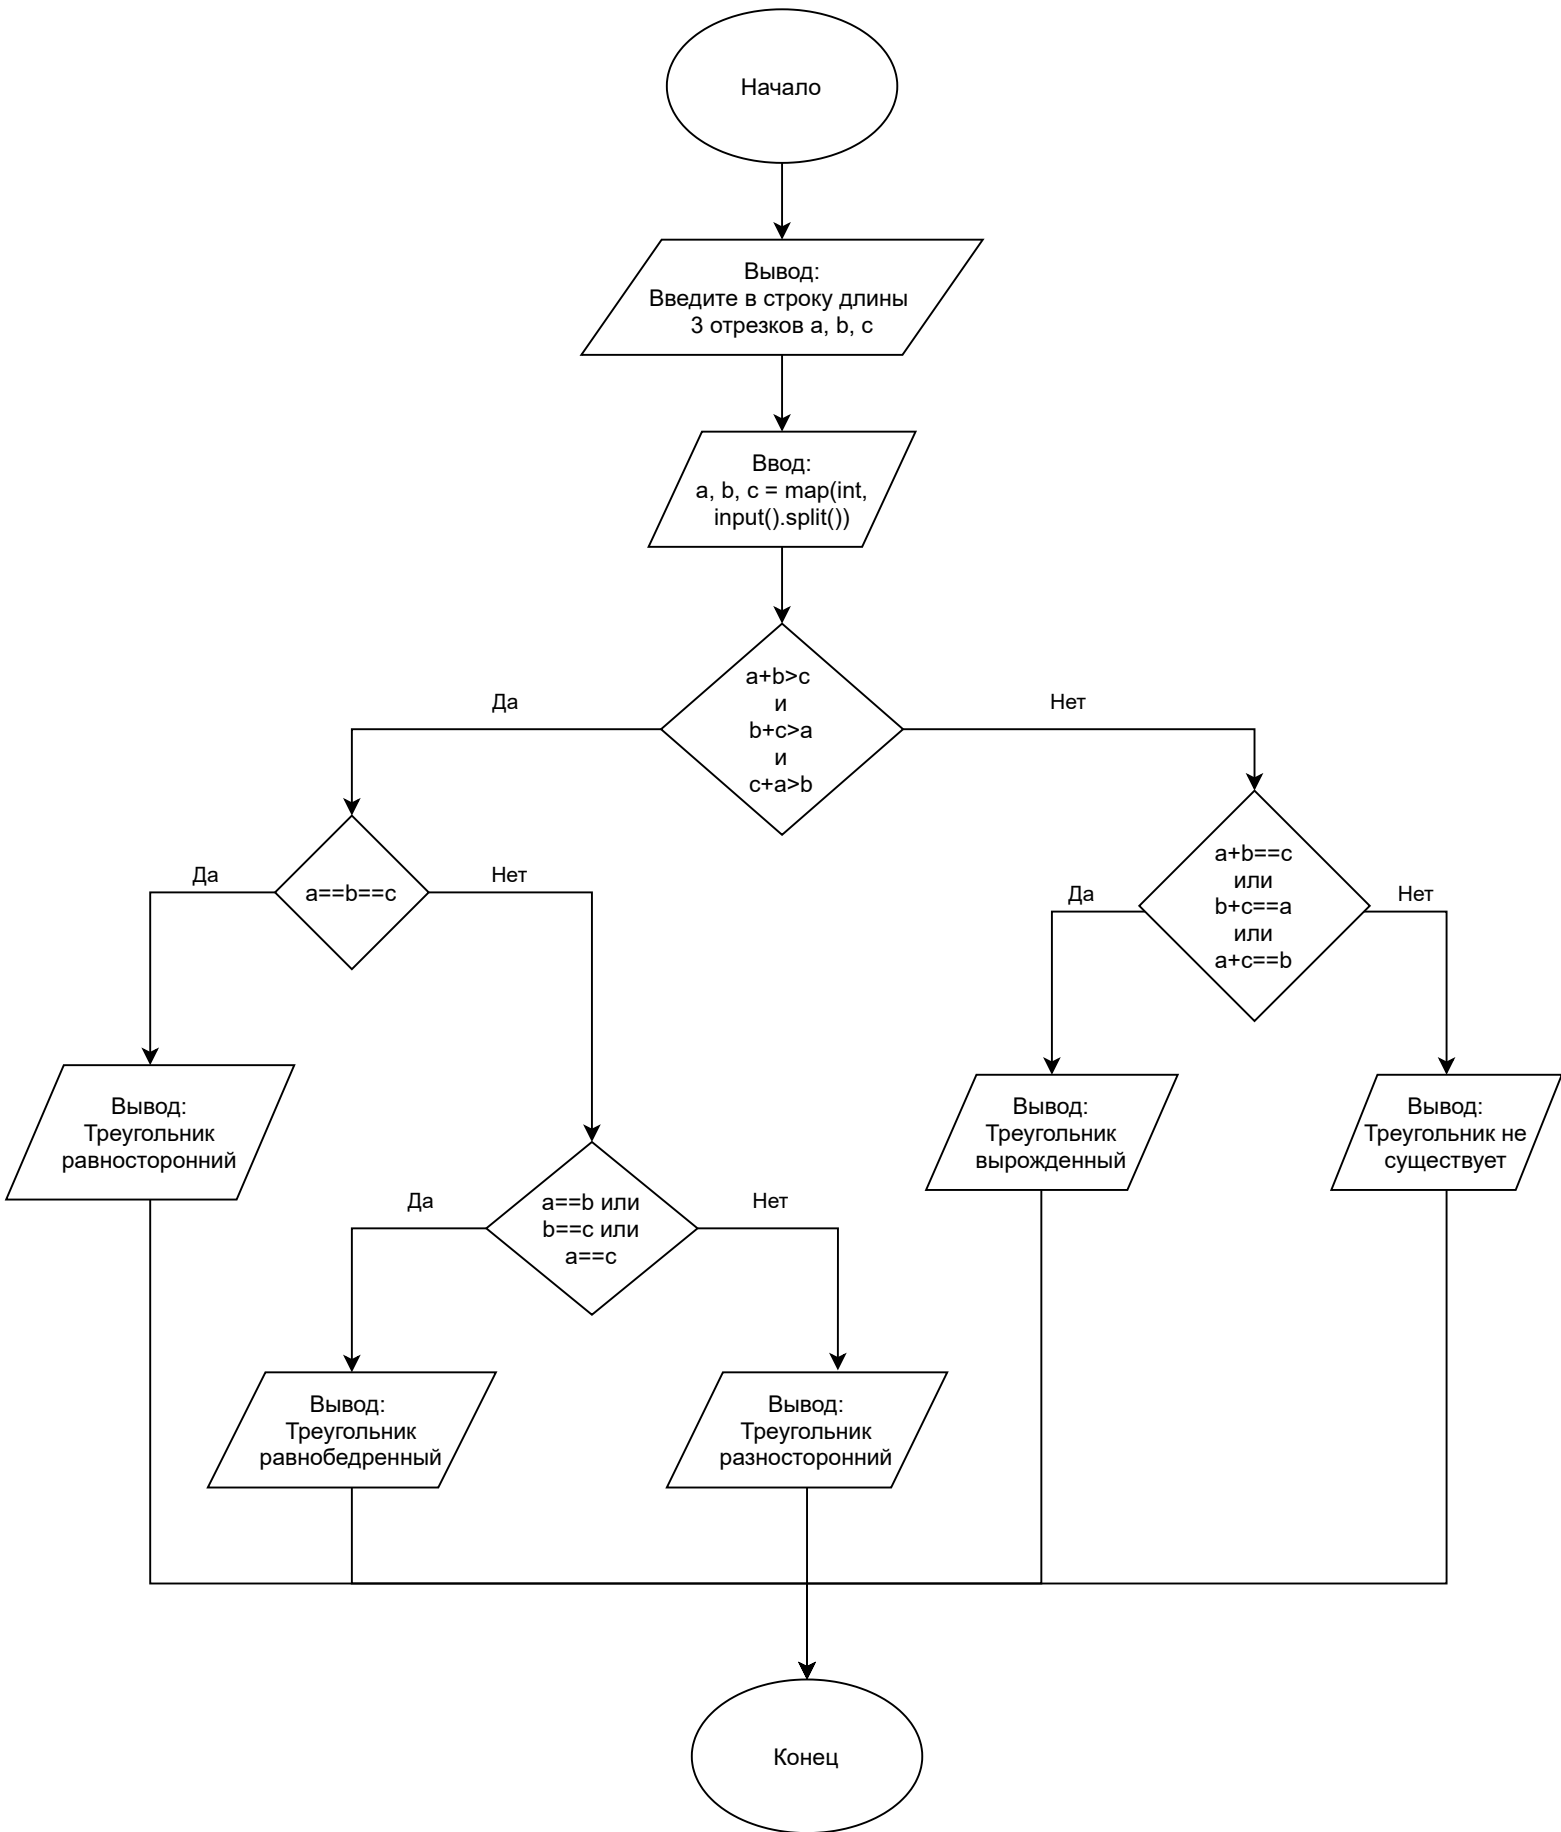 Начало
Вывод:
Введите в строку длины
3 отрезков a, b, c
Ввод:
a, b, c = map(int,
input().split())
a+b>c
и
b+c>a
и
c+a>b
Да
Нет
a==b==c
Да
Нет
a+b==c
или
b+c==a
или
a+c==b
Да
Нет
Вывод:
Треугольник
равносторонний
Вывод:
Треугольник
вырожденный
Вывод:
Треугольник не
существует
a==b или
b==c или
a==c
Да
Нет
Вывод:
Треугольник
равнобедренный
Вывод:
Треугольник
разносторонний
Конец